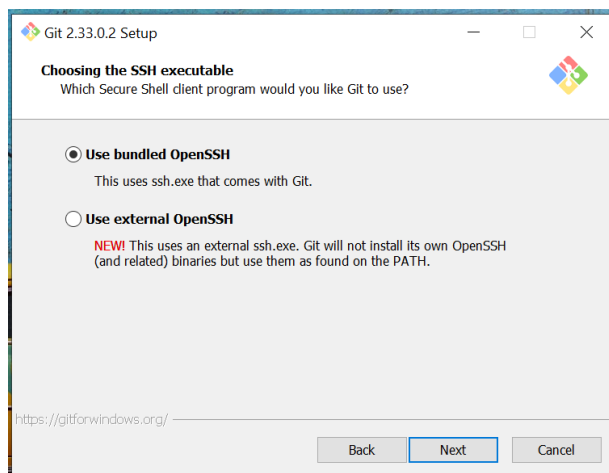 Git 2.33.0.2 Setup
Choosing the SSH executable
Which Secure Shell client program would you like Git to use?
Use bundled OpenSSH
This uses ssh.exe that comes with Git.
Use external OpenSSH
NEW! This uses an external ssh.exe. Git will not install its own OpenSSH
(and related) binaries but use them as found on the PATH.
https://gitforwindows.org/
Back
Next
Cancel